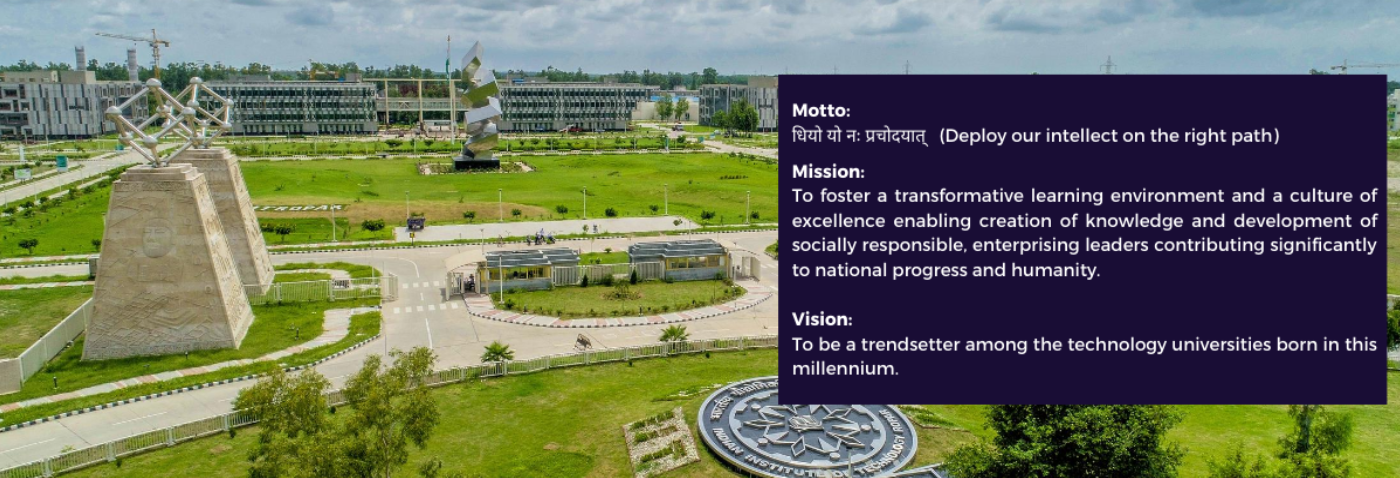 Motto:
धियो यो नः प्रचोदयात् (Deploy our intellect on the right path)
Mission:
To foster a transformative learning environment and a culture of
excellence enabling creation of knowledge and development of
socially responsible, enterprising leaders contributing significantly
to national progress and humanity.
Vision:
To be a trendsetter among the technology universities born in this
millennium.
ROPAR
INDIAN INSTITUTE OF TECHNOLOGY ROPAR